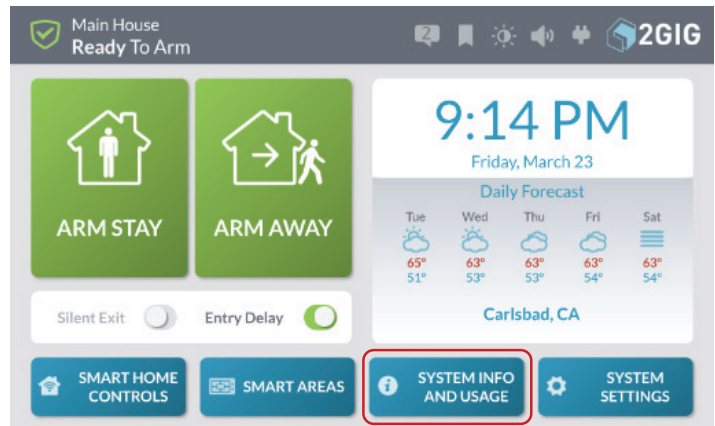 Main House
Ready To Arm
2
2GIG
ARM STAY
ARM AWAY
9:14 PM
Friday, March 23
Daily Forecast
Tue Wed Thu Fri Sat
65° 63° 63° 63° 63°
51° 53° 53° 54° 54°
Carlsbad, CA
Silent Exit
Entry Delay
SMART HOME
CONTROLS
SMART AREAS
i SYSTEM INFO
AND USAGE
SYSTEM
SETTINGS